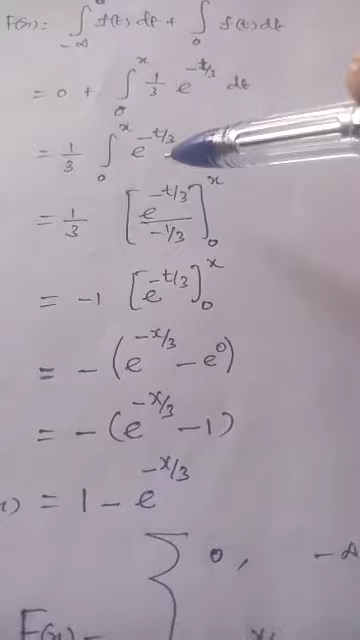 F(x) = ∫_{-∞}^{0} f(t) dt + ∫_{0}^{x} f(t) dt
= 0 + ∫_{0}^{x} 1/3 e^{-t/3} dt
= 1/3 ∫_{0}^{x} e^{-t/3}
= 1/3 [e^{-t/3} / -1/3]_{0}^{x}
= -1 [e^{-t/3}]_{0}^{x}
= - (e^{-x/3} - e^{0})
= - (e^{-x/3} - 1)
x) = 1 - e^{-x/3}
0, -∞
F(x) =